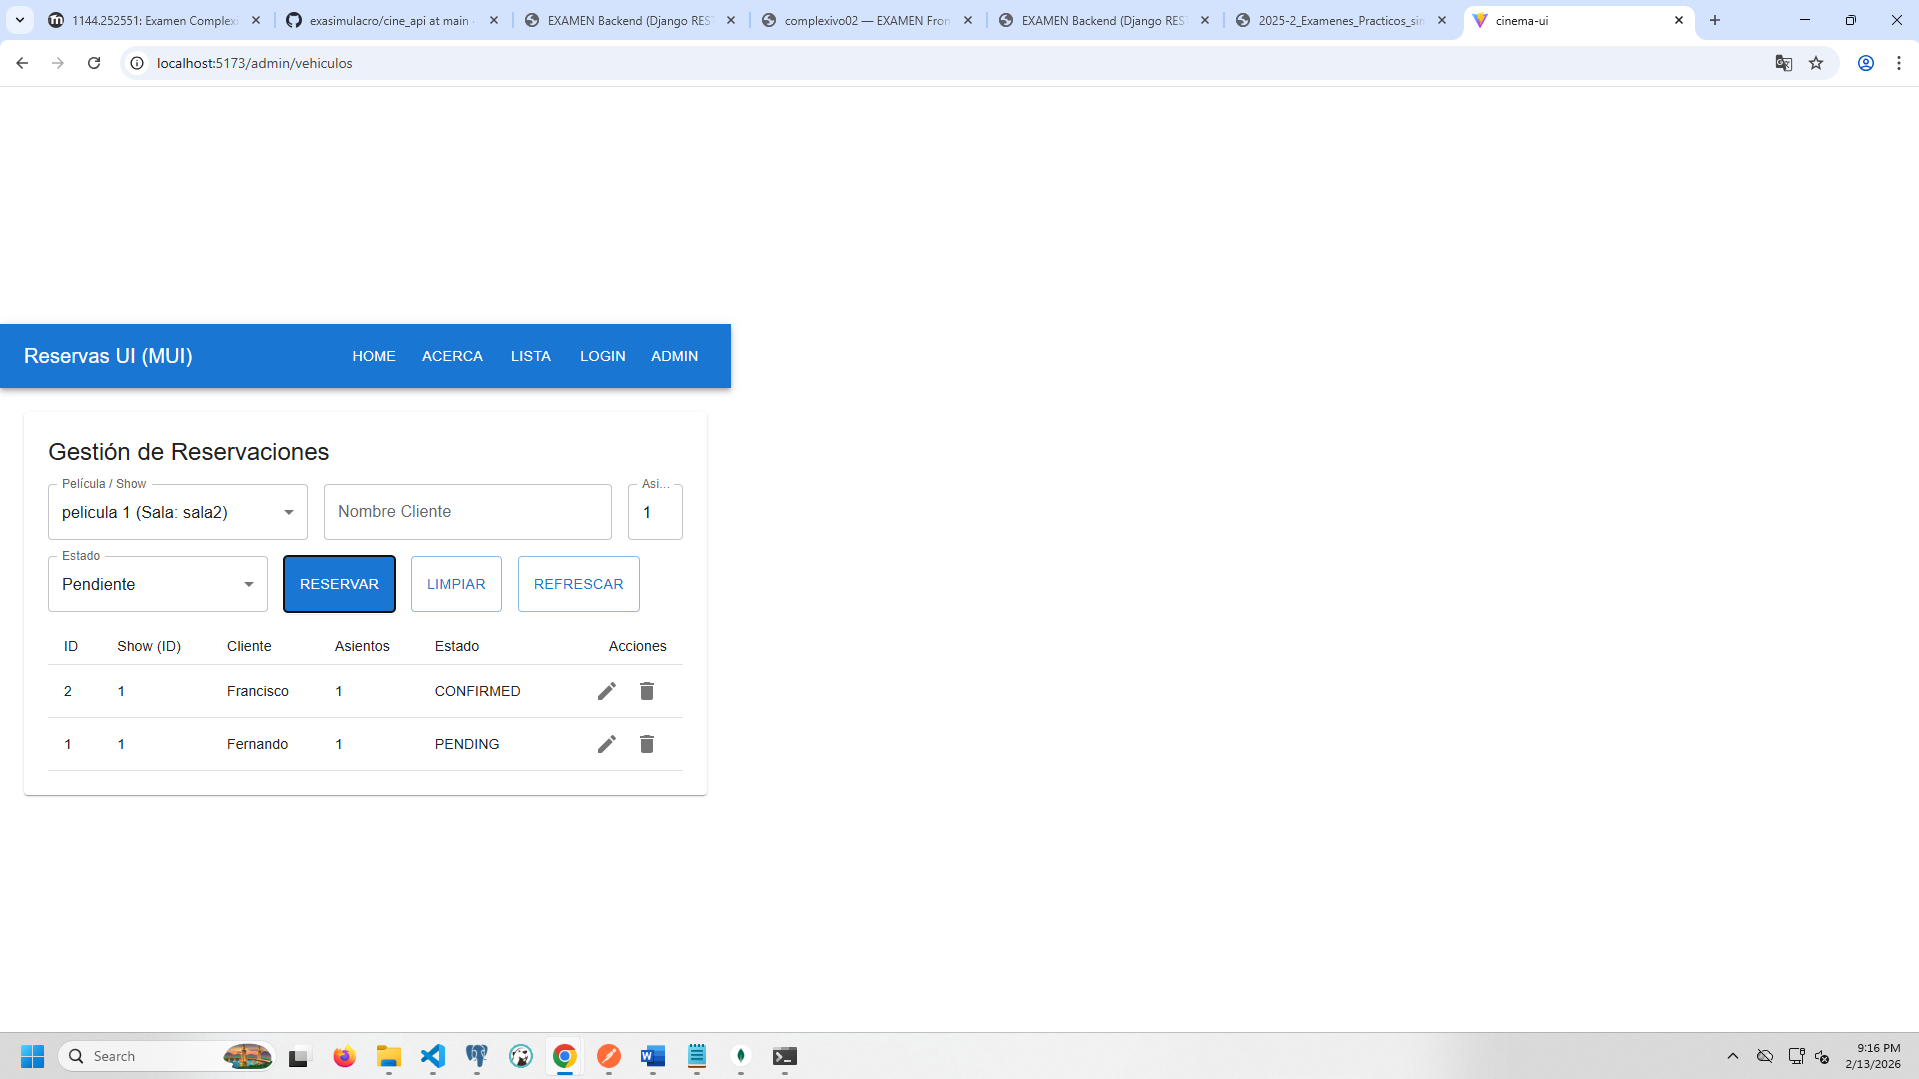 1144.252551: Examen Complexi
exasimulacro/cine_api at main
EXAMEN Backend (Django REST
complexivo02 — EXAMEN Fron
EXAMEN Backend (Django REST
2025-2_Examenes_Practicos_sin
cinema-ui
localhost:5173/admin/vehiculos
Reservas UI (MUI)
HOME
ACERCA
LISTA
LOGIN
ADMIN
Gestión de Reservaciones
Película / Show
pelicula 1 (Sala: sala2)
Nombre Cliente
Asi...
1
Estado
Pendiente
RESERVAR
LIMPIAR
REFRESCAR
ID Show (ID) Cliente Asientos Estado Acciones
2 1 Francisco 1 CONFIRMED
1 1 Fernando 1 PENDING
Search
9:16 PM
2/13/2026